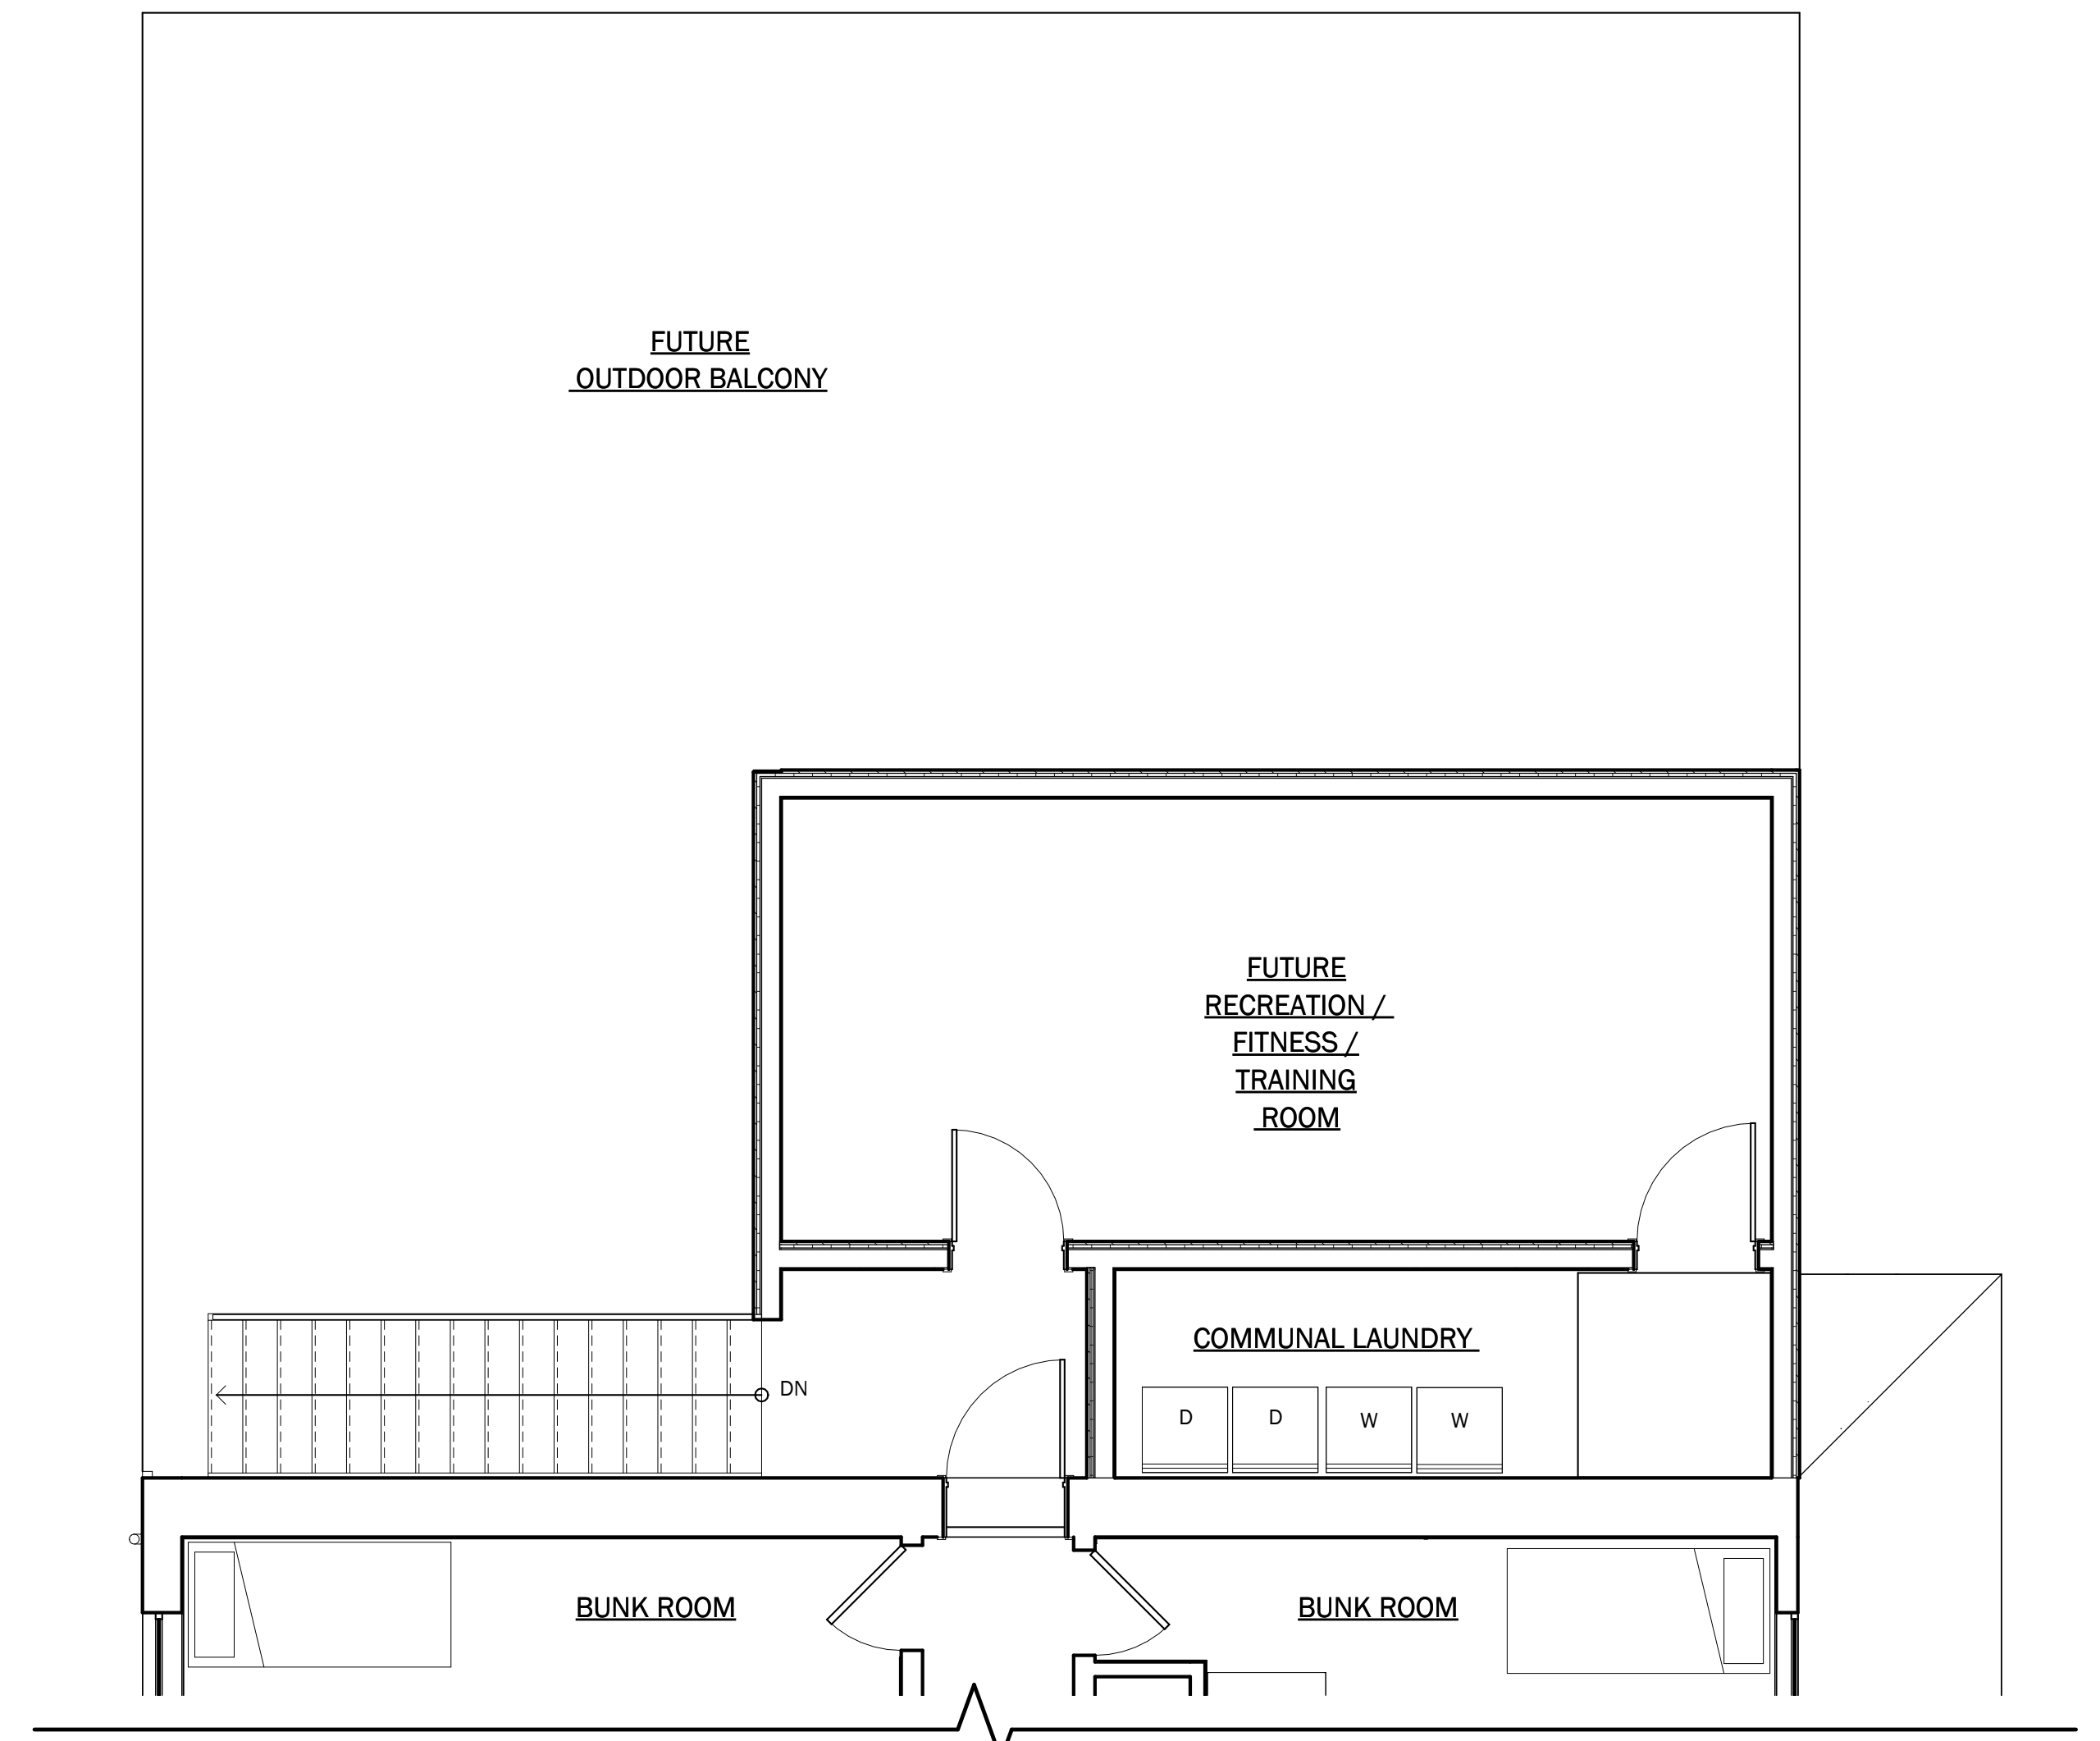 FUTURE
OUTDOOR BALCONY
FUTURE
RECREATION /
FITNESS /
TRAINING
ROOM
COMMUNAL LAUNDRY
DN
D D W W
BUNK ROOM
BUNK ROOM